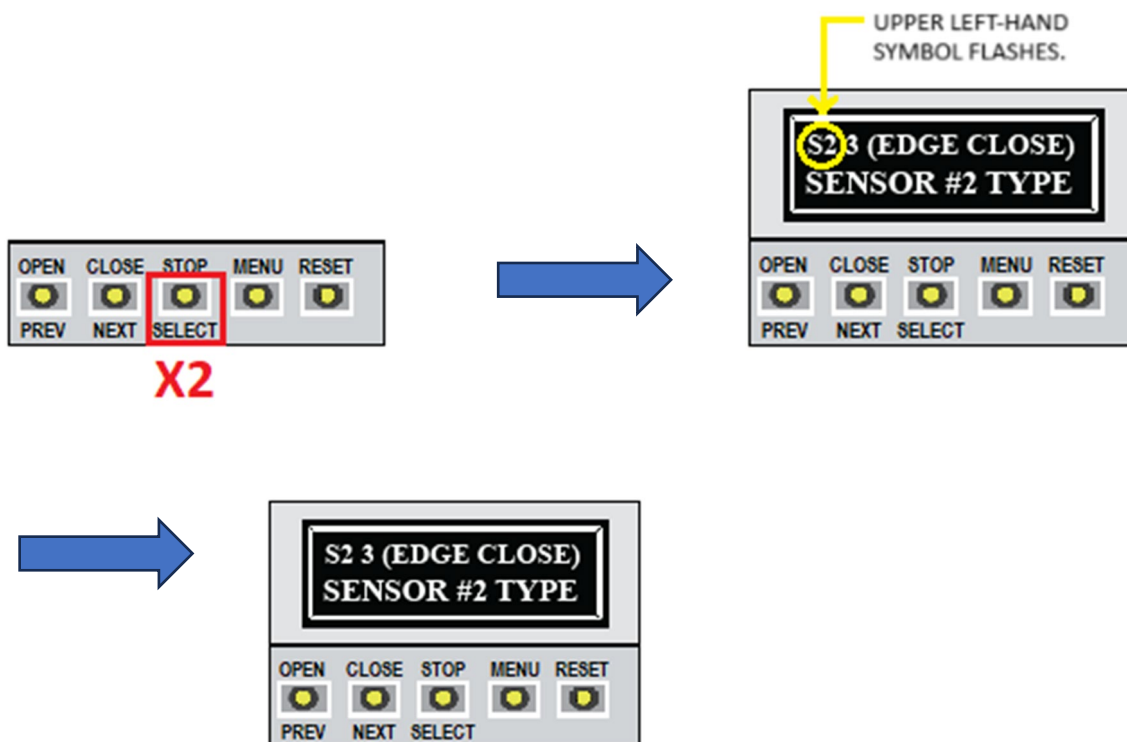 UPPER LEFT-HAND
SYMBOL FLASHES.
S2 3 (EDGE CLOSE)
SENSOR #2 TYPE
OPEN CLOSE STOP MENU RESET
PREV NEXT SELECT
X2
OPEN CLOSE STOP MENU RESET
PREV NEXT SELECT
S2 3 (EDGE CLOSE)
SENSOR #2 TYPE
OPEN CLOSE STOP MENU RESET
PREV NEXT SELECT